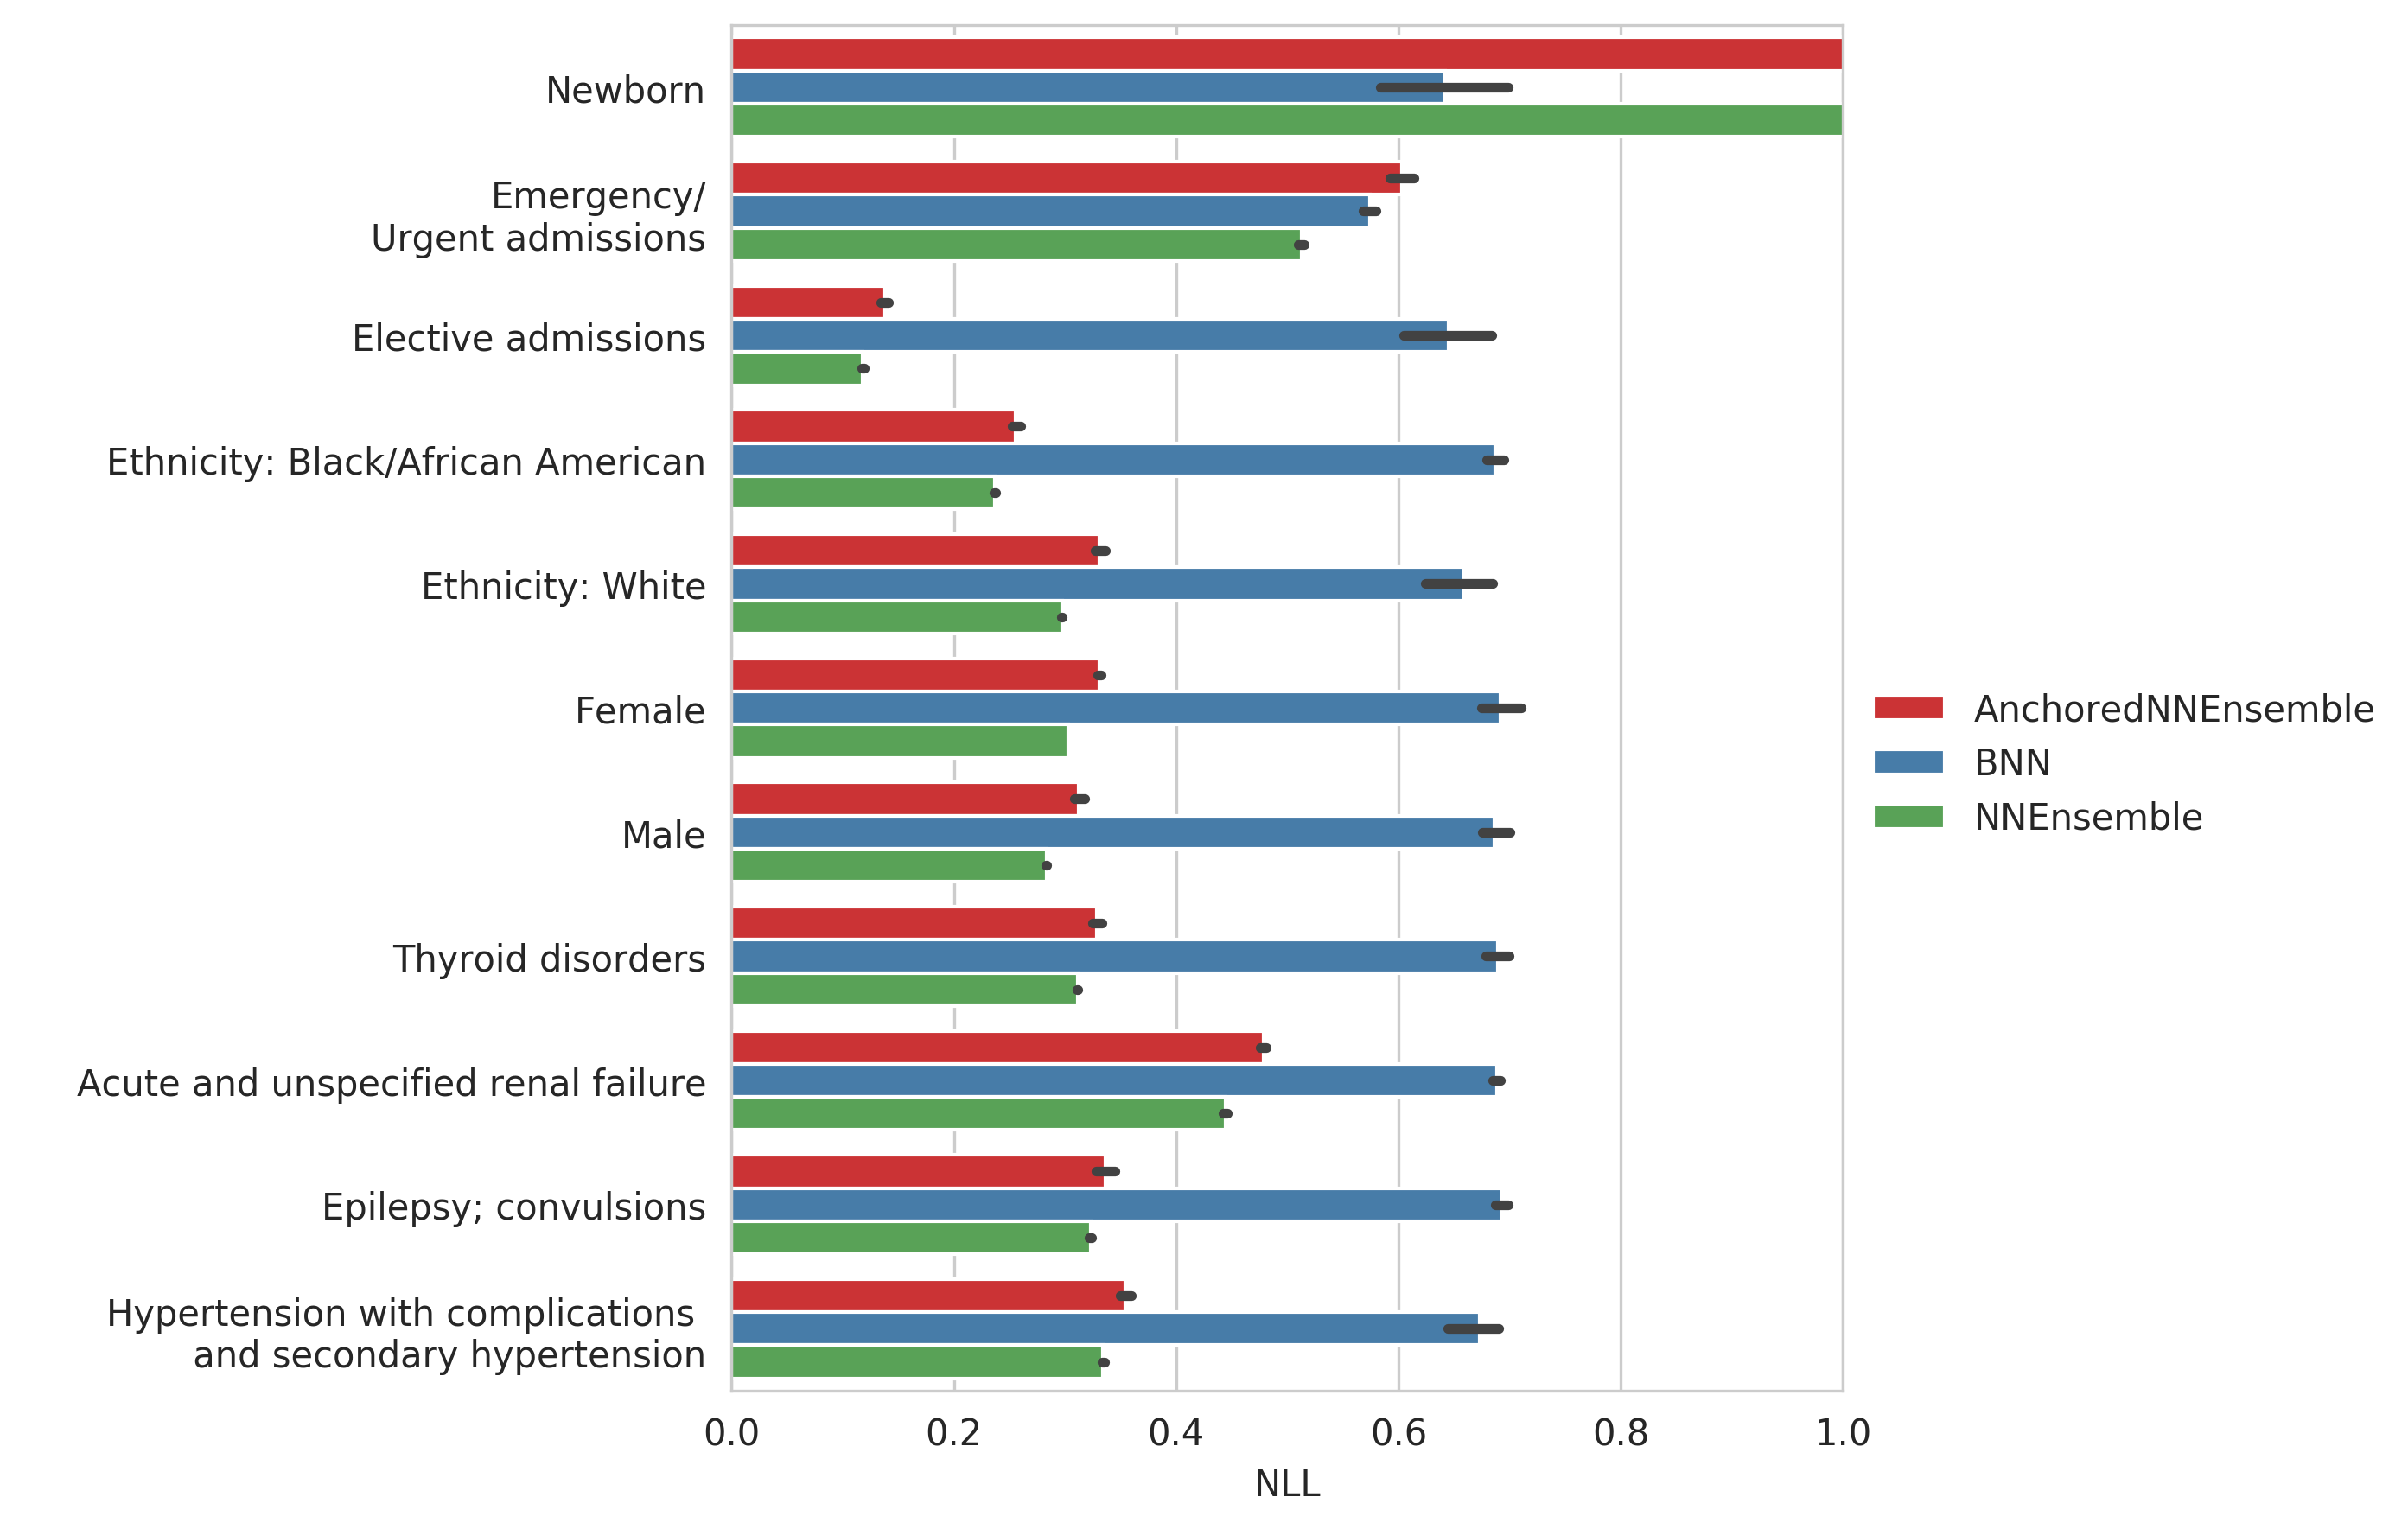 Newborn
Emergency/
Urgent admissions
Elective admissions
Ethnicity: Black/African American
Ethnicity: White
Female
Male
Thyroid disorders
Acute and unspecified renal failure
Epilepsy; convulsions
Hypertension with complications
and secondary hypertension
0.0 0.2 0.4 0.6 0.8 1.0
NLL
AnchoredNNEnsemble
BNN
NNEnsemble